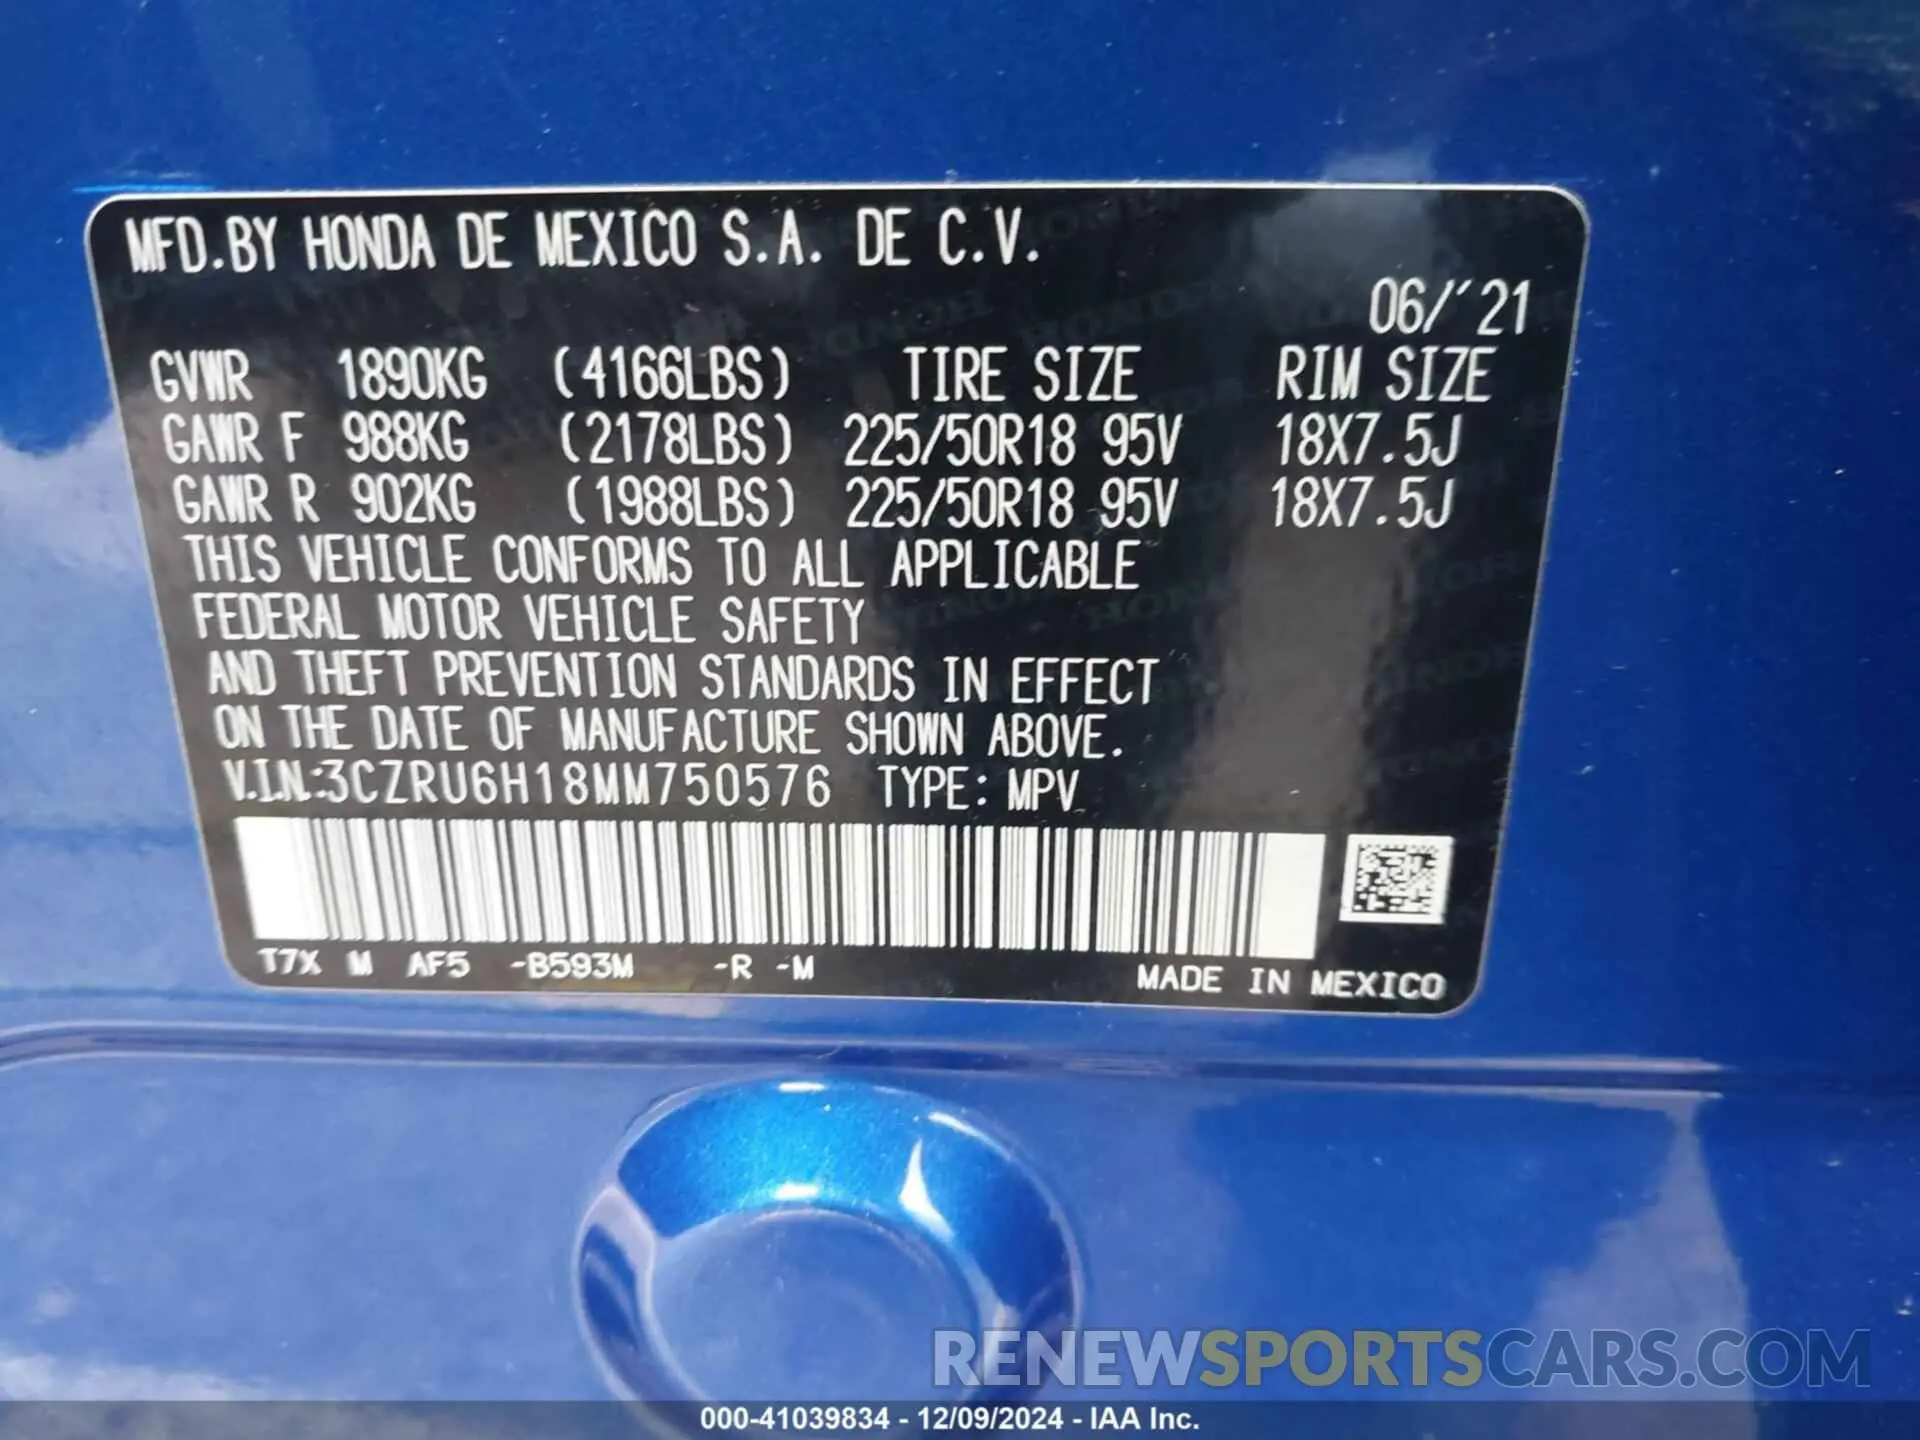 MFD.BY HONDA DE MEXICO S.A. DE C.V.
06/´21
GVWR 1890KG (4166LBS) TIRE SIZE RIM SIZE
GAWR F 988KG (2178LBS) 225/50R18 95V 18X7.5J
GAWR R 902KG (1988LBS) 225/50R18 95V 18X7.5J
THIS VEHICLE CONFORMS TO ALL APPLICABLE
FEDERAL MOTOR VEHICLE SAFETY
AND THEFT PREVENTION STANDARDS IN EFFECT
ON THE DATE OF MANUFACTURE SHOWN ABOVE.
V.I.N.:3CZRU6H18MM750576 TYPE: MPV
T7X M AF5 -B593M -R -M MADE IN MEXICO
RENEWSPORTSCARS.COM
000-41039834 - 12/09/2024 - IAA Inc.